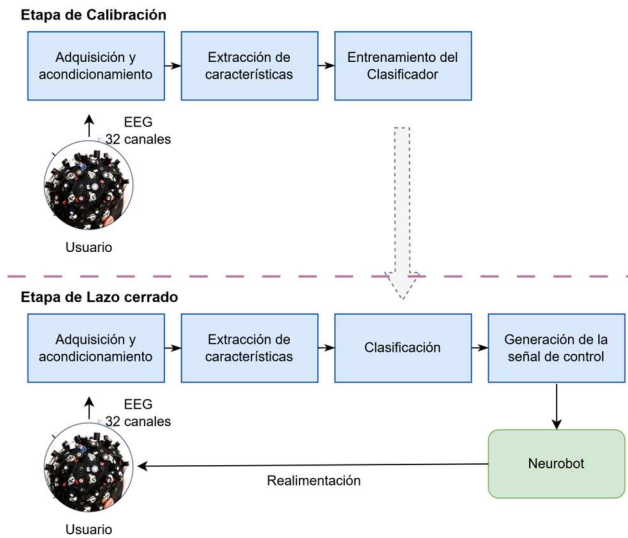 Etapa de Calibración
Adquisición y
acondicionamiento
Extracción de
características
Entrenamiento del
Clasificador
EEG
32 canales
Usuario
Etapa de Lazo cerrado
Adquisición y
acondicionamiento
Extracción de
características
Clasificación
Generación de la
señal de control
EEG
32 canales
Neurobot
Realimentación
Usuario